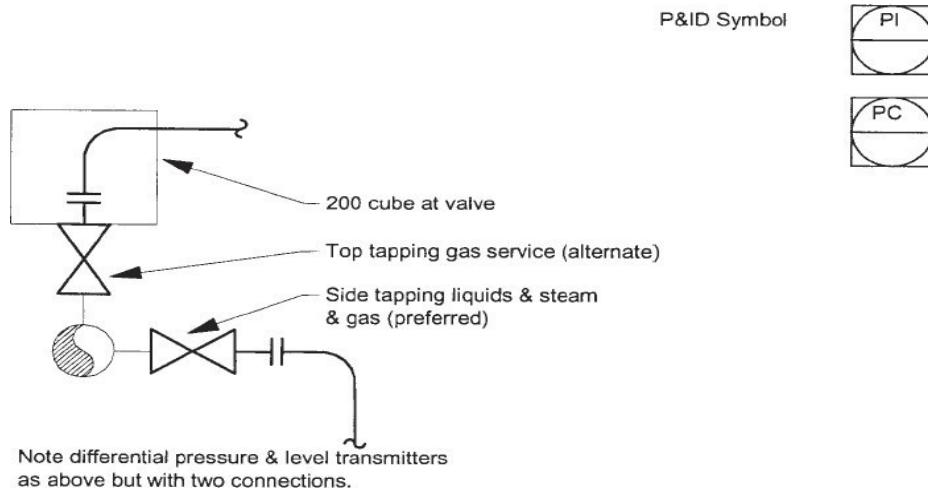 P&ID Symbol
PI
PC
200 cube at valve
Top tapping gas service (alternate)
Side tapping liquids & steam
& gas (preferred)
Note differential pressure & level transmitters
as above but with two connections.